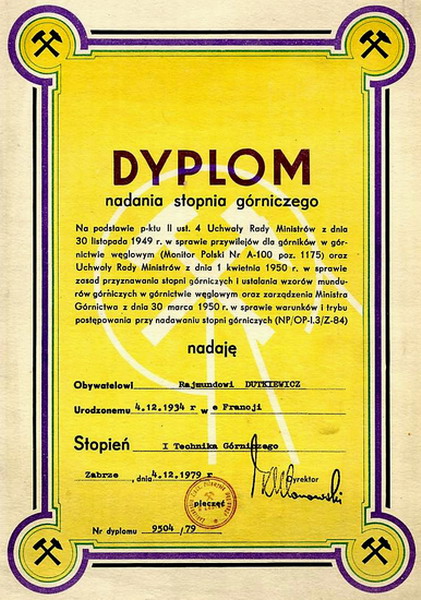 DYPLOM
nadania stopnia górniczego
Na podstawie p-ktu II ust. 4 Uchwały Rady Ministrów z dnia
30 listopada 1949 r. w sprawie przywilejów dla górników w gór-
nictwie węglowym (Monitor Polski Nr A-100 poz. 1175) oraz
Uchwały Rady Ministrów z dnia 1 kwietnia 1950 r. w sprawie
zasad przyznawania stopni górniczych i ustalania wzorów mundu-
rów górniczych w górnictwie węglowym oraz zarządzenia Ministra
Górnictwa z dnia 30 marca 1950 r. w sprawie warunków i trybu
postępowania przy nadawaniu stopni górniczych (NP/OP-I.3/Z-84)
nadaję
Obywatelowi Rajmundowi DUTKIEWICZ
Urodzonemu 4.12.1934 r w e Francji
Stopień I Technika Górniczego
Zabrze, dnia 4.12.1979 r
Dyrektor
pieczęć
Nr dyplomu 9504/79